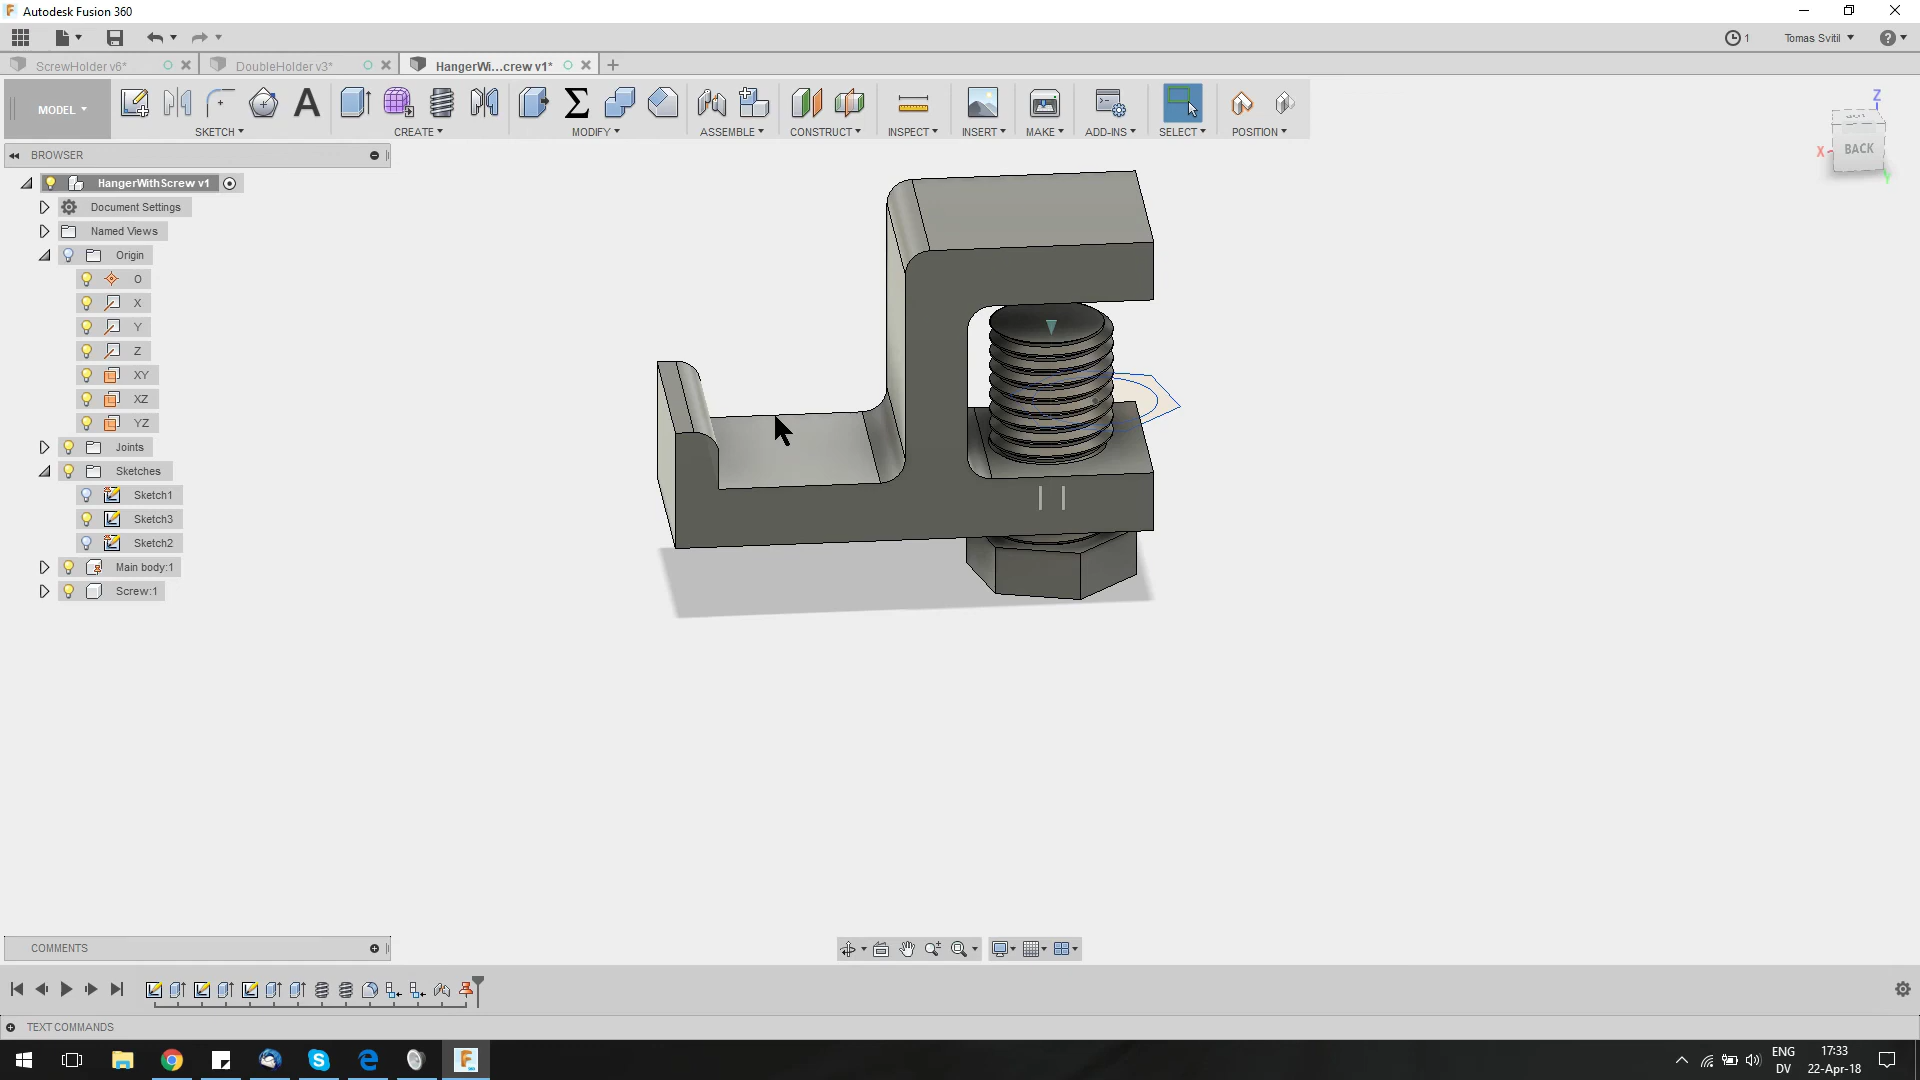 Autodesk Fusion 360
1
Tomas Svitil
ScrewHolder v6*
DoubleHolder v3*
HangerWi...crew v1*
MODEL
SKETCH
CREATE
MODIFY
ASSEMBLE
CONSTRUCT
INSPECT
INSERT
MAKE
ADD-INS
SELECT
POSITION
BROWSER
HangerWithScrew v1
Document Settings
Named Views
Origin
O
X
Y
Z
XY
XZ
YZ
Joints
Sketches
Sketch1
Sketch3
Sketch2
Main body:1
Screw:1
Z
TOP
X
BACK
Y
COMMENTS
TEXT COMMANDS
ENG
DV
17:33
22-Apr-18